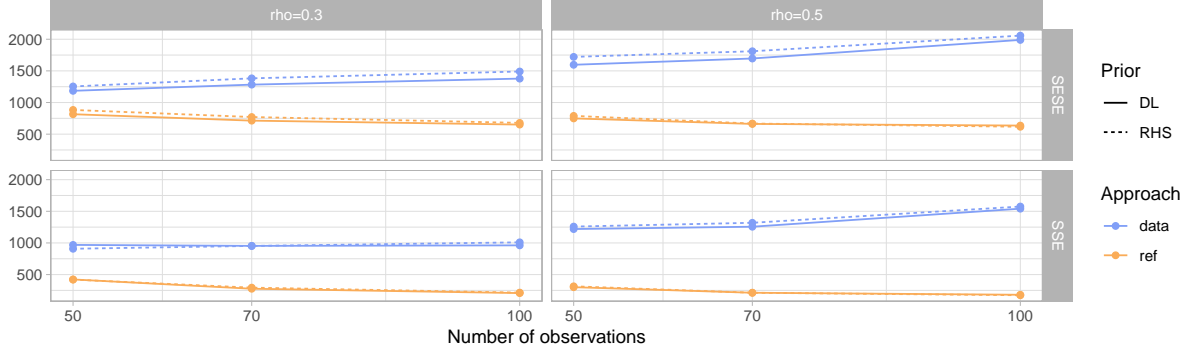 rho=0.3
rho=0.5
2000
1500
1000
500
SESE
2000
1500
1000
500
SSE
50
70
100
50
70
100
Number of observations
Prior
DL
RHS
Approach
data
ref